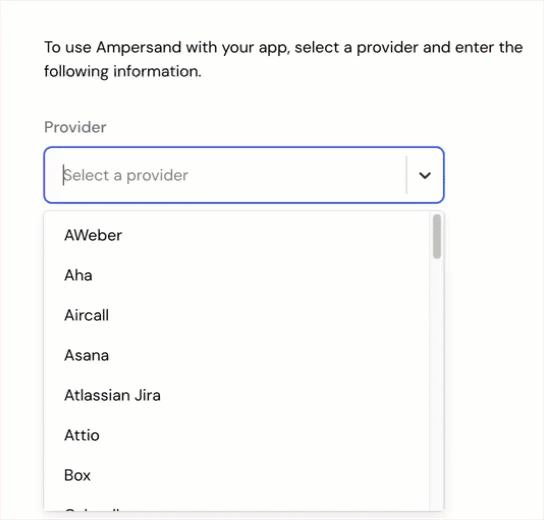 To use Ampersand with your app, select a provider and enter the
following information.
Provider
Select a provider
AWeber
Aha
Aircall
Asana
Atlassian Jira
Attio
Box